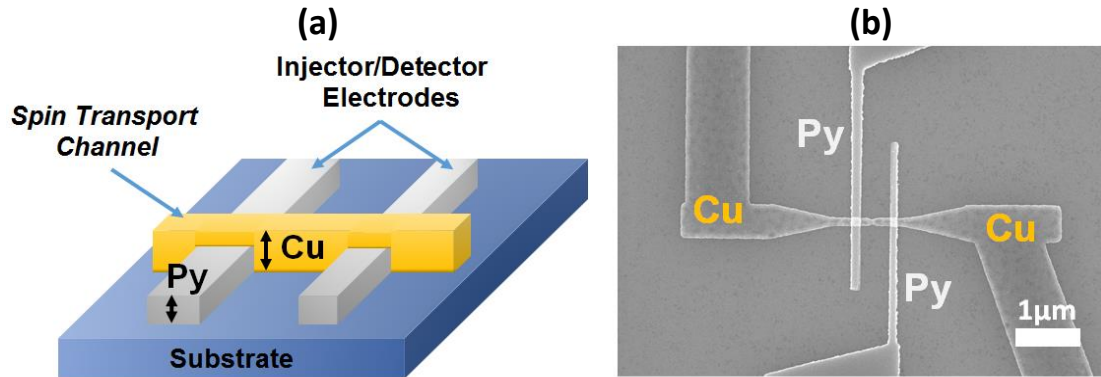 (a)
Injector/Detector
Electrodes
Spin Transport
Channel
Cu
Py
Substrate
(b)
Py
Cu
Cu
Py
1μm